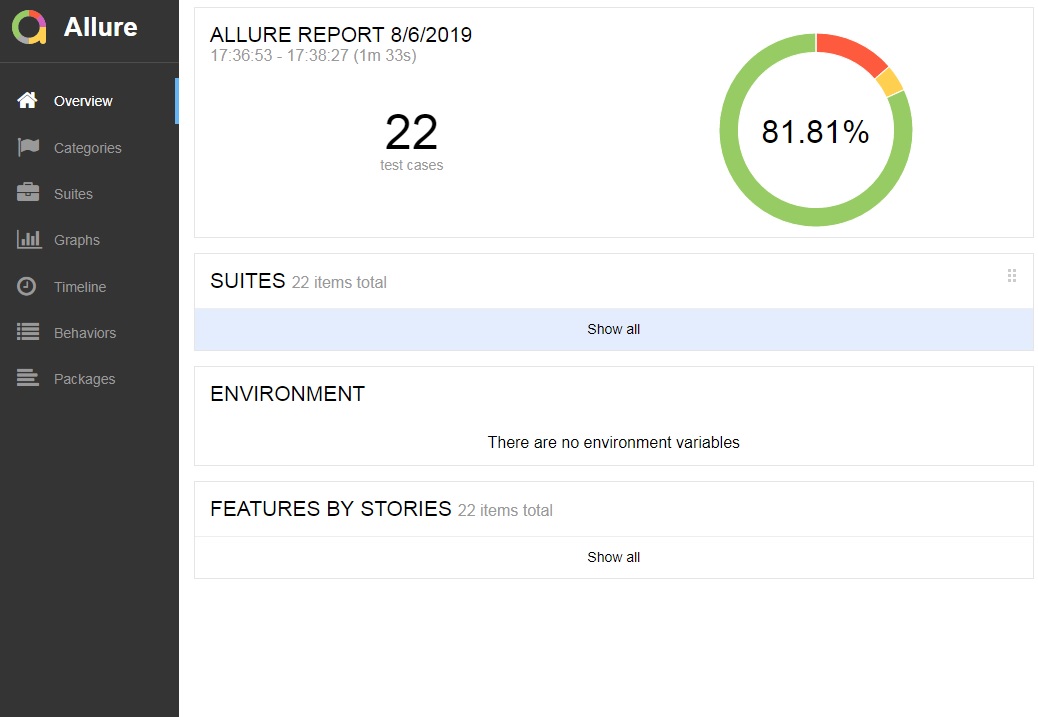 Allure
Overview
Categories
Suites
Graphs
Timeline
Behaviors
Packages
ALLURE REPORT 8/6/2019
17:36:53 - 17:38:27 (1m 33s)
22
test cases
81.81%
SUITES 22 items total
Show all
ENVIRONMENT
There are no environment variables
FEATURES BY STORIES 22 items total
Show all